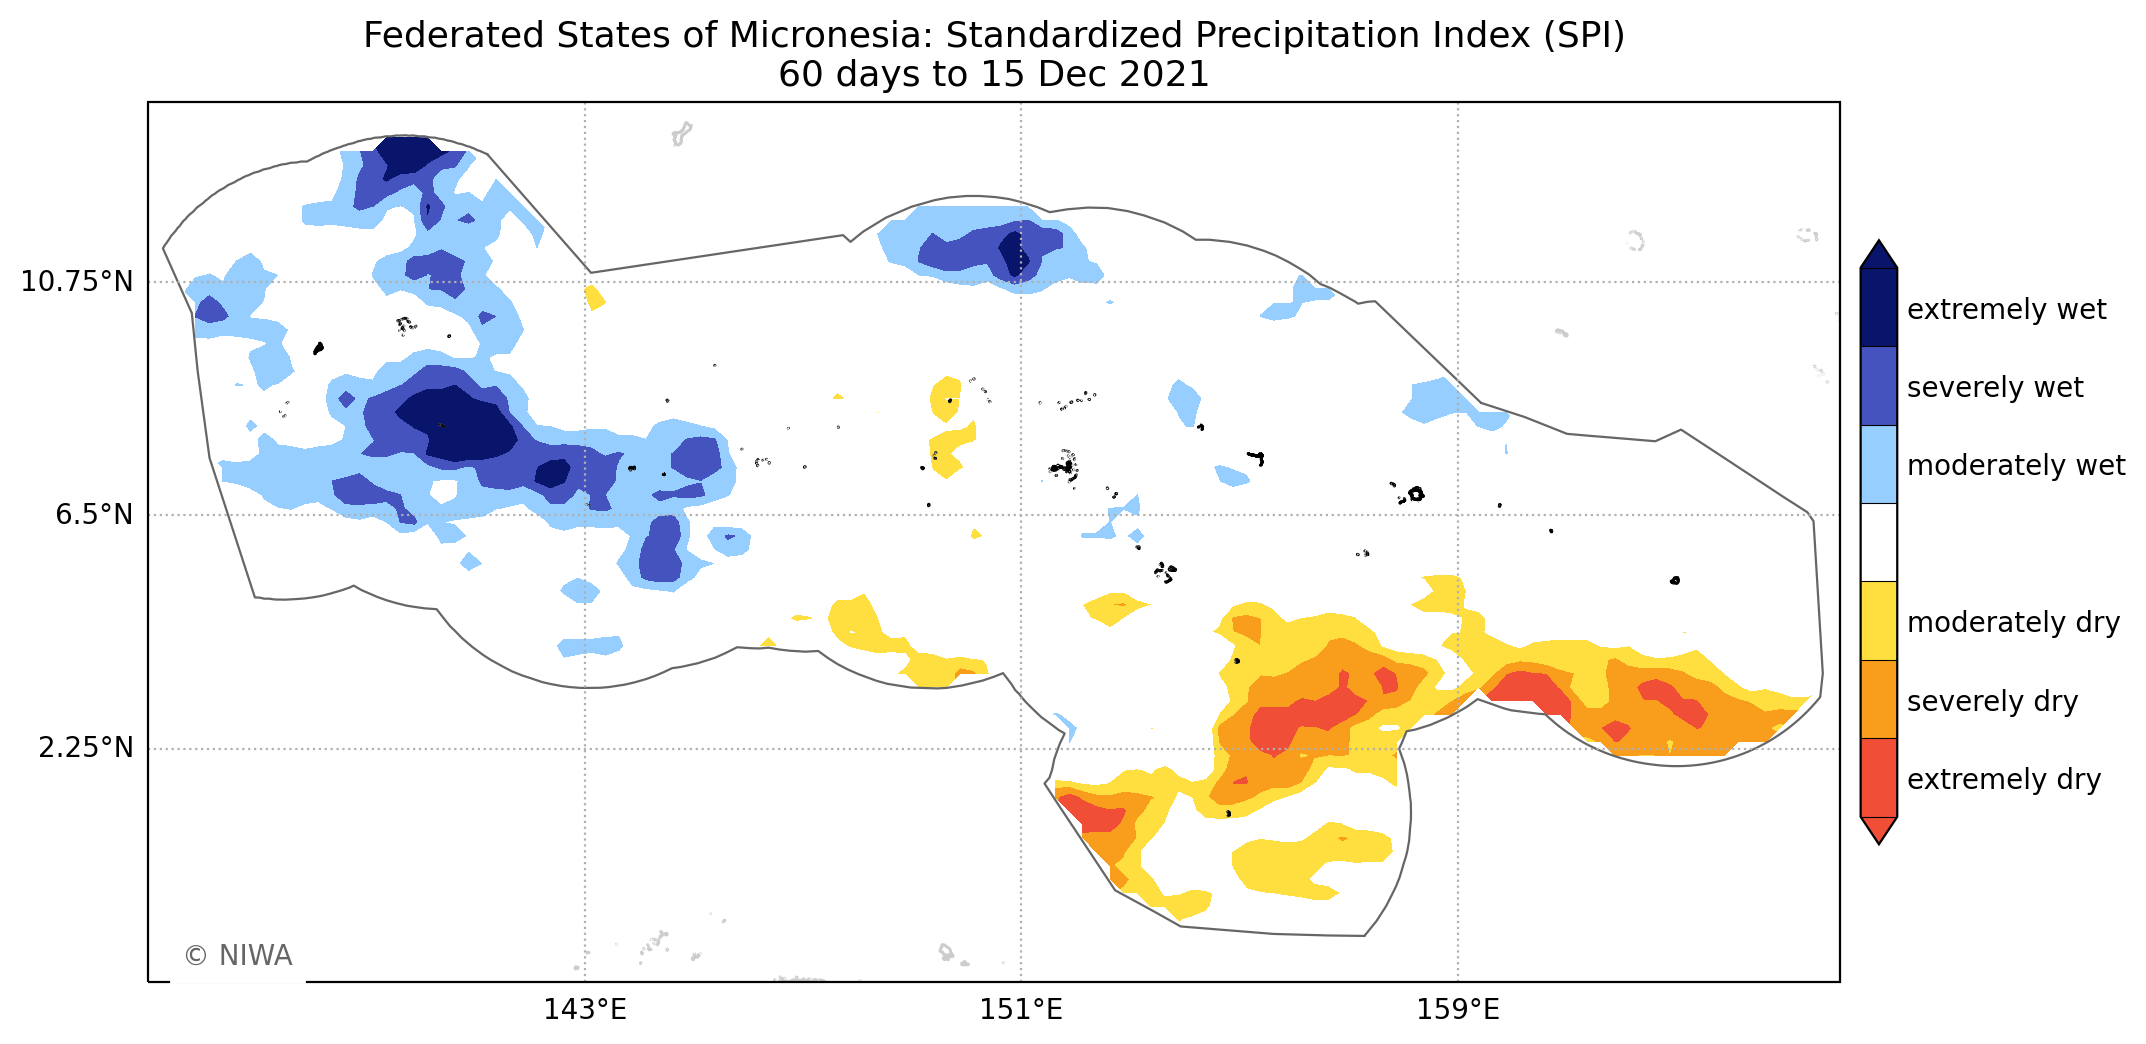 Federated States of Micronesia: Standardized Precipitation Index (SPI)
60 days to 15 Dec 2021
10.75°N
6.5°N
2.25°N
143°E
151°E
159°E
extremely wet
severely wet
moderately wet
moderately dry
severely dry
extremely dry
© NIWA